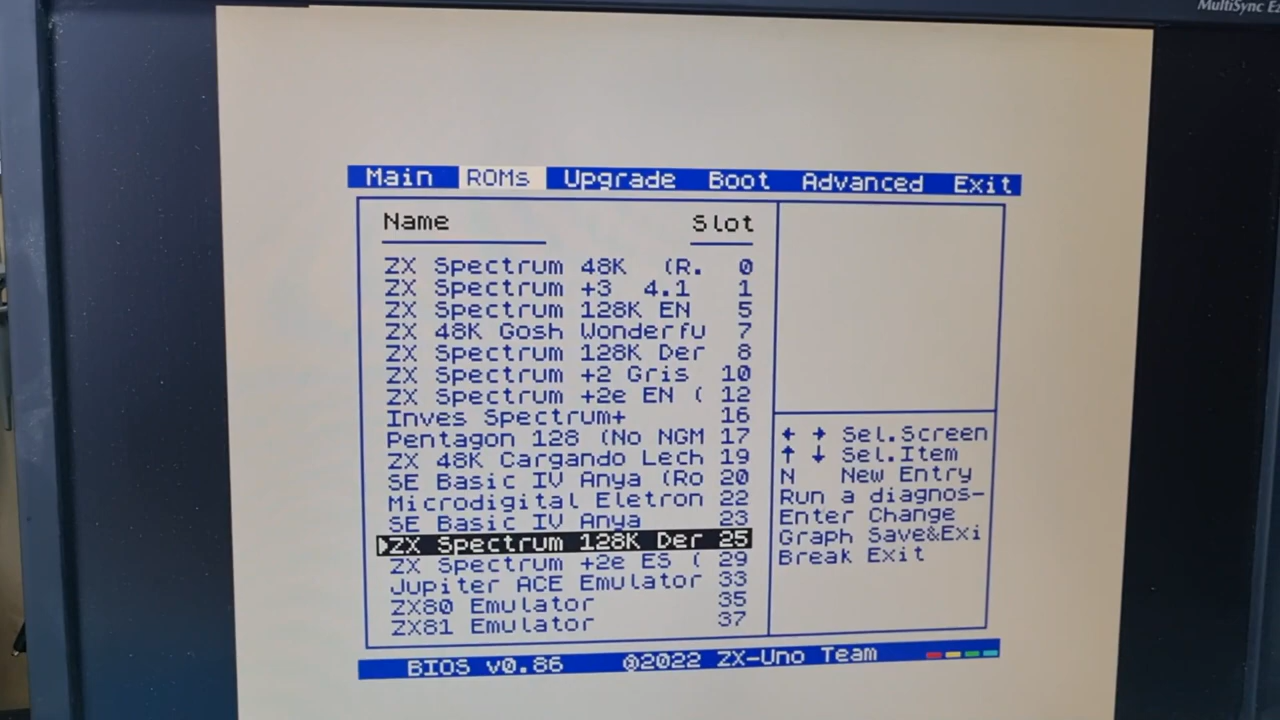 MultiSync
Main ROMs Upgrade Boot Advanced Exit
Name Slot
ZX Spectrum 48K (R. 0
ZX Spectrum +3 4.1 1
ZX Spectrum 128K EN 5
ZX 48K Gosh Wonderfu 7
ZX Spectrum 128K Der 8
ZX Spectrum +2 Gris 10
ZX Spectrum +2e EN ( 12
Inves Spectrum+ 16
Pentagon 128 (No NGM 17
ZX 48K Cargando Lech 19
SE Basic IV Anya (Ro 20
Microdigital Eletron 22
SE Basic IV Anya 23
ZX Spectrum 128K Der 25
ZX Spectrum +2e ES ( 29
Jupiter ACE Emulator 33
ZX80 Emulator 35
ZX81 Emulator 37
← → Sel.Screen
↑ ↓ Sel.Item
N New Entry
Run a diagnos-
Enter Change
Graph Save&Exi
Break Exit
BIOS v0.86 ©2022 ZX-Uno Team